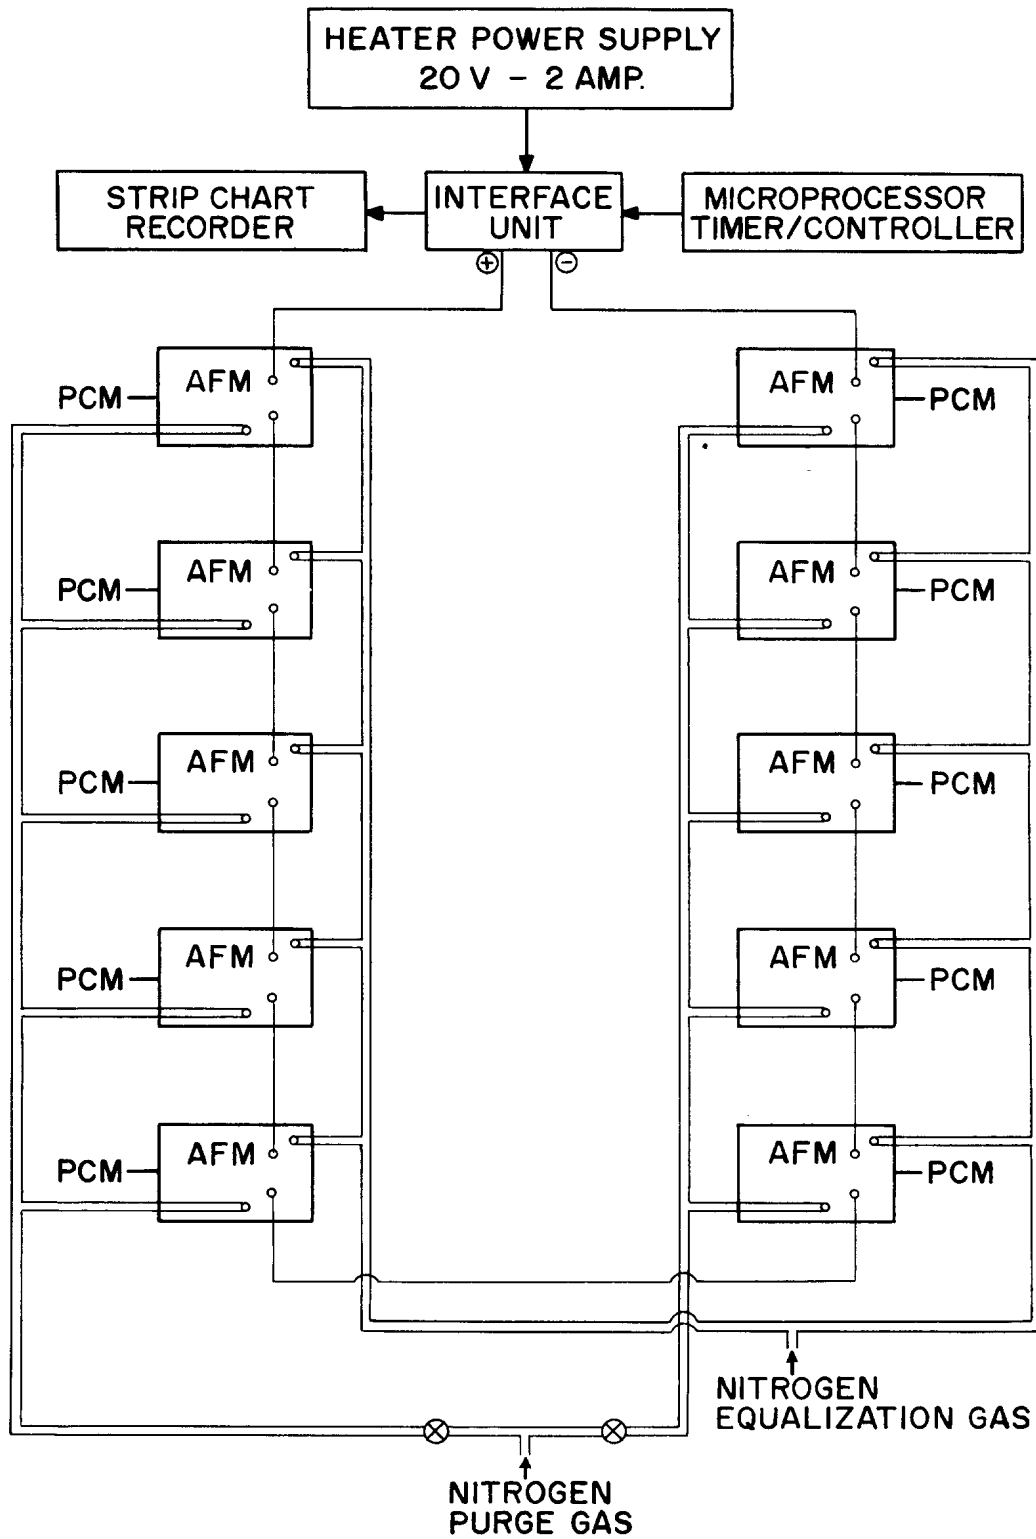 HEATER POWER SUPPLY
20 V – 2 AMP.
STRIP CHART
RECORDER
INTERFACE
UNIT
MICROPROCESSOR
TIMER/CONTROLLER
+
−
AFM
PCM
AFM
PCM
AFM
PCM
AFM
PCM
AFM
PCM
AFM
PCM
AFM
PCM
AFM
PCM
AFM
PCM
AFM
PCM
NITROGEN
EQUALIZATION GAS
NITROGEN
PURGE GAS